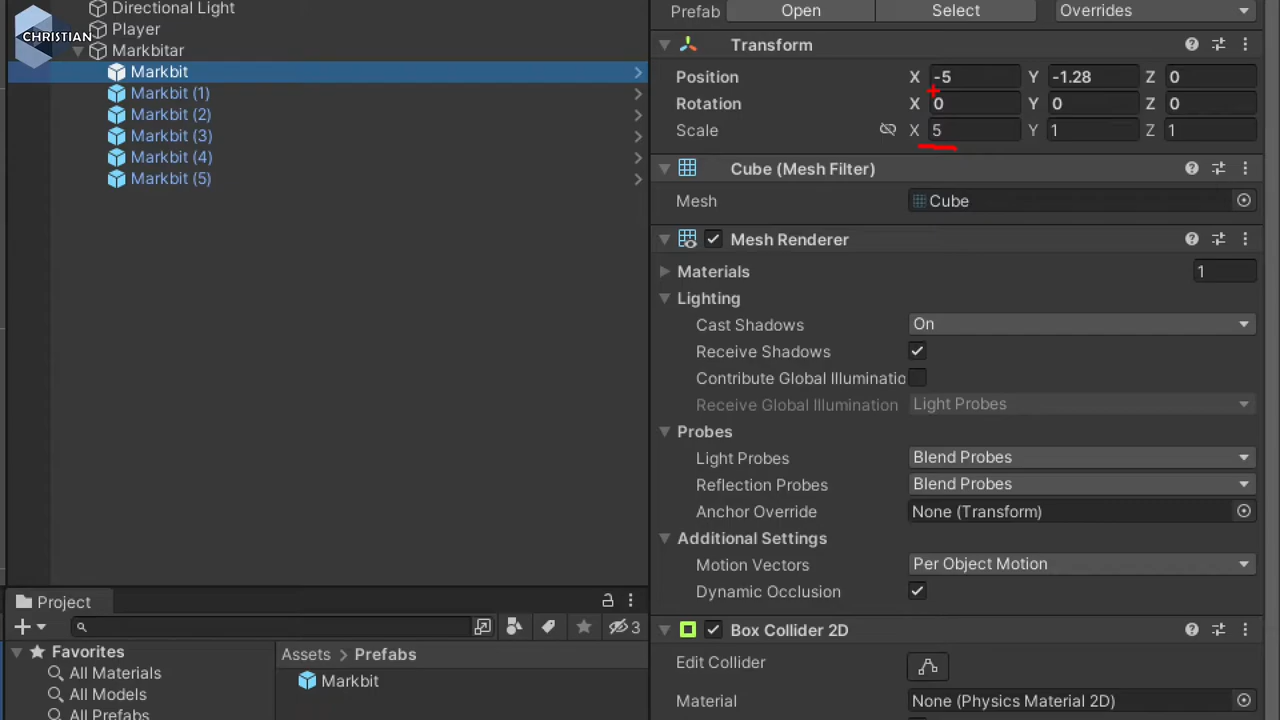 Directional Light
Player
Markbitar
Markbit
Markbit (1)
Markbit (2)
Markbit (3)
Markbit (4)
Markbit (5)
CHRISTIAN
Prefab Open Select Overrides
Transform
Position X -5 Y -1.28 Z 0
Rotation X 0 Y 0 Z 0
Scale X 5 Y 1 Z 1
Cube (Mesh Filter)
Mesh Cube
Mesh Renderer
Materials 1
Lighting
Cast Shadows On
Receive Shadows
Contribute Global Illuminatio
Receive Global Illumination Light Probes
Probes
Light Probes Blend Probes
Reflection Probes Blend Probes
Anchor Override None (Transform)
Additional Settings
Motion Vectors Per Object Motion
Dynamic Occlusion
Box Collider 2D
Edit Collider
Material None (Physics Material 2D)
Project
3
Favorites
All Materials
All Models
All Prefabs
Assets > Prefabs
Markbit